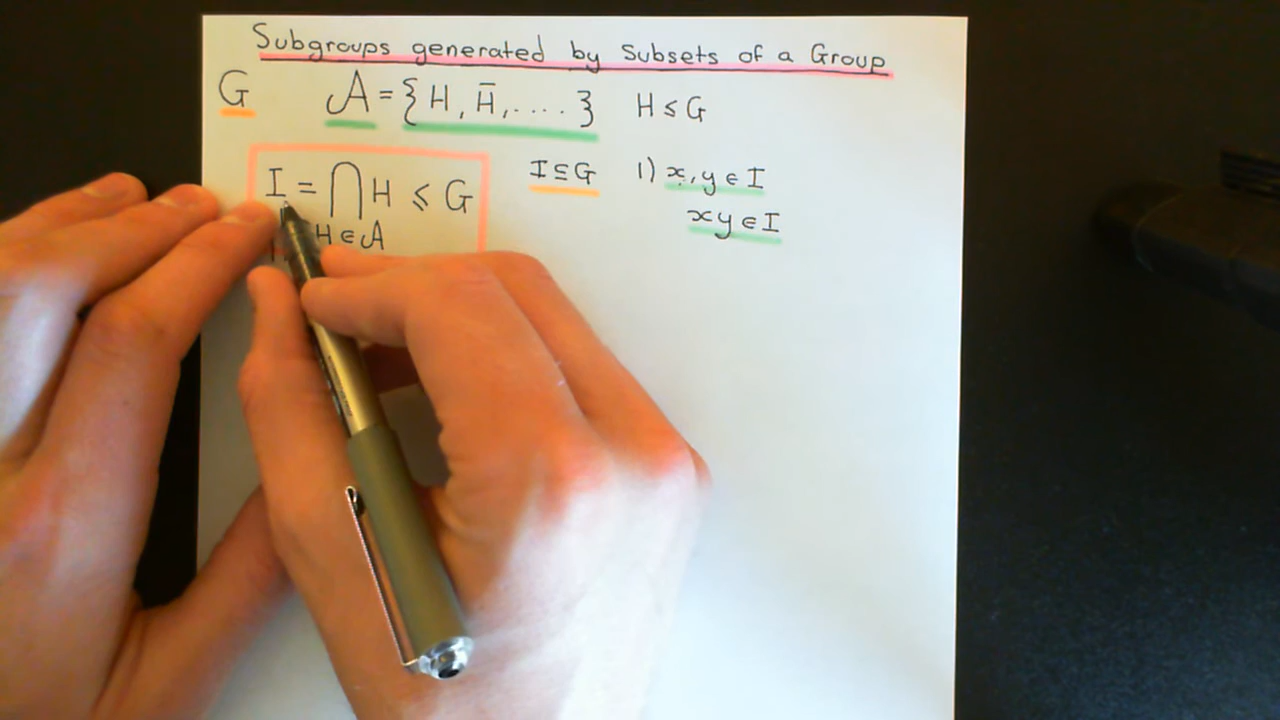 Subgroups generated by Subsets of a Group
G A = {H, H̄, .... } H ≤ G
I = ⋂ H ≤ G I ⊆ G 1) x, y ∈ I
H ∈ A xy ∈ I